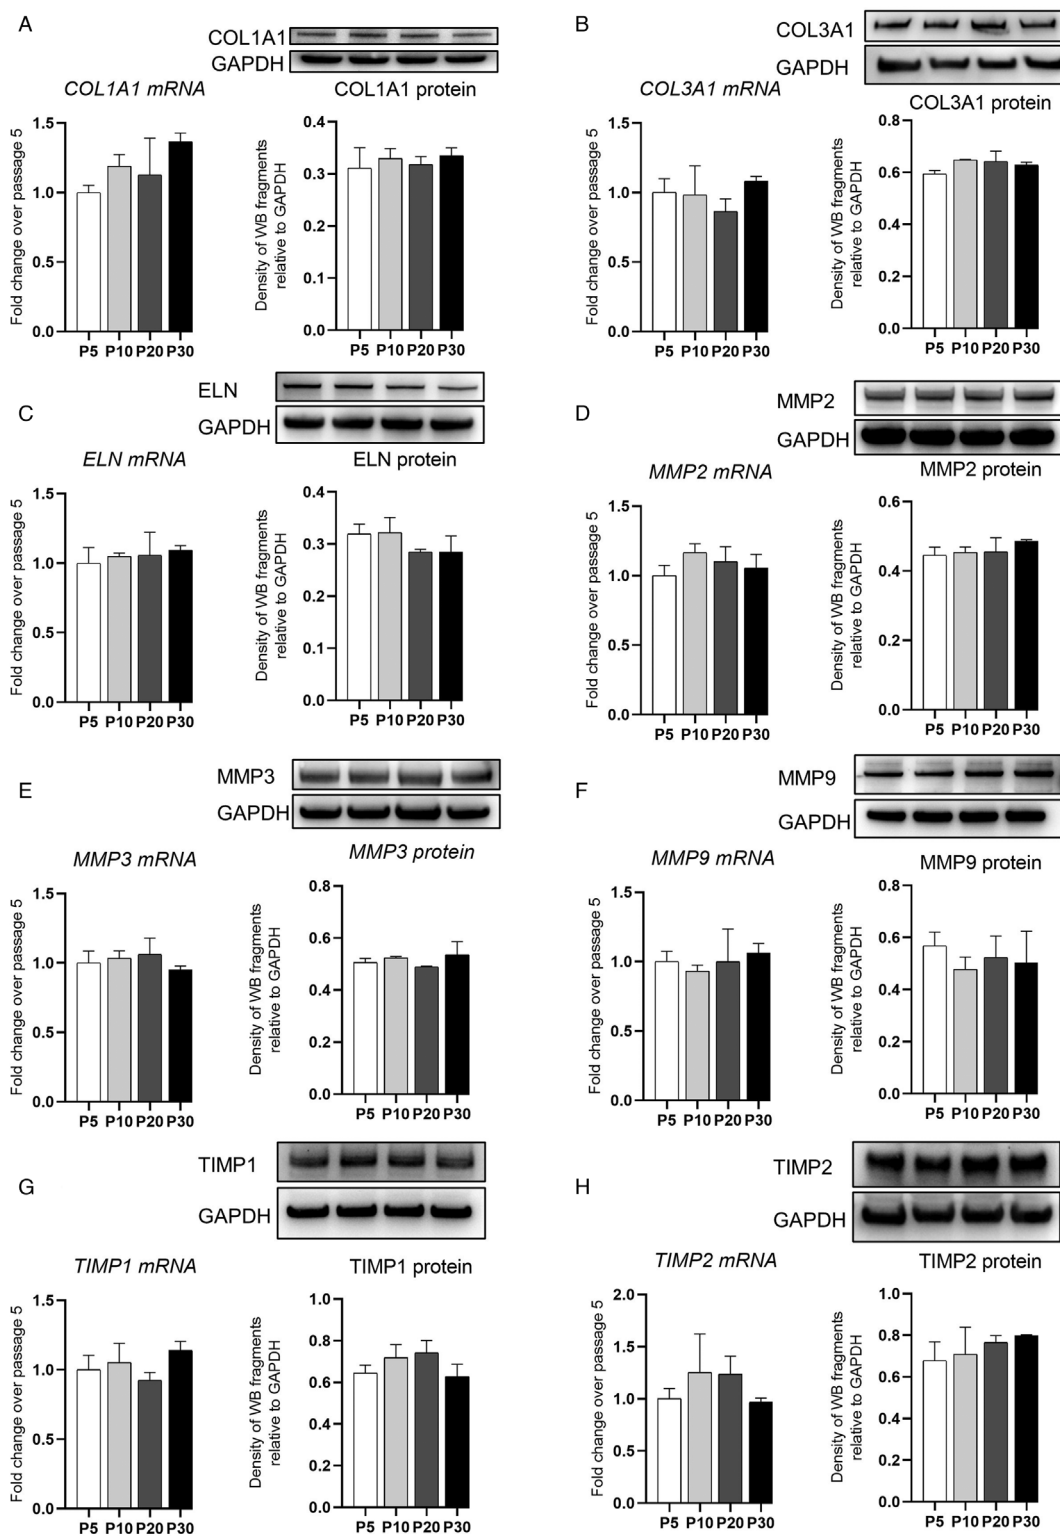 A
COL1A1
GAPDH
COL1A1 mRNA
COL1A1 protein
Fold change over passage 5
1.5
1.0
0.5
0.0
P5 P10 P20 P30
Density of WB fragments
relative to GAPDH
0.4
0.3
0.2
0.1
0.0
P5 P10 P20 P30
B
COL3A1
GAPDH
COL3A1 mRNA
COL3A1 protein
Fold change over passage 5
1.5
1.0
0.5
0.0
P5 P10 P20 P30
Density of WB fragments
relative to GAPDH
0.8
0.6
0.4
0.2
0.0
P5 P10 P20 P30
C
ELN
GAPDH
ELN mRNA
ELN protein
Fold change over passage 5
1.5
1.0
0.5
0.0
P5 P10 P20 P30
Density of WB fragments
relative to GAPDH
0.4
0.3
0.2
0.1
0.0
P5 P10 P20 P30
D
MMP2
GAPDH
MMP2 mRNA
MMP2 protein
Fold change over passage 5
1.5
1.0
0.5
0.0
P5 P10 P20 P30
Density of WB fragments
relative to GAPDH
0.6
0.4
0.2
0.0
P5 P10 P20 P30
E
MMP3
GAPDH
MMP3 mRNA
MMP3 protein
Fold change over passage 5
1.5
1.0
0.5
0.0
P5 P10 P20 P30
Density of WB fragments
relative to GAPDH
0.8
0.6
0.4
0.2
0.0
P5 P10 P20 P30
F
MMP9
GAPDH
MMP9 mRNA
MMP9 protein
Fold change over passage 5
1.5
1.0
0.5
0.0
P5 P10 P20 P30
Density of WB fragments
relative to GAPDH
0.8
0.6
0.4
0.2
0.0
P5 P10 P20 P30
G
TIMP1
GAPDH
TIMP1 mRNA
TIMP1 protein
Fold change over passage 5
1.5
1.0
0.5
0.0
P5 P10 P20 P30
Density of WB fragments
relative to GAPDH
1.0
0.8
0.6
0.4
0.2
0.0
P5 P10 P20 P30
H
TIMP2
GAPDH
TIMP2 mRNA
TIMP2 protein
Fold change over passage 5
2.0
1.5
1.0
0.5
0.0
P5 P10 P20 P30
Density of WB fragments
relative to GAPDH
1.0
0.8
0.6
0.4
0.2
0.0
P5 P10 P20 P30